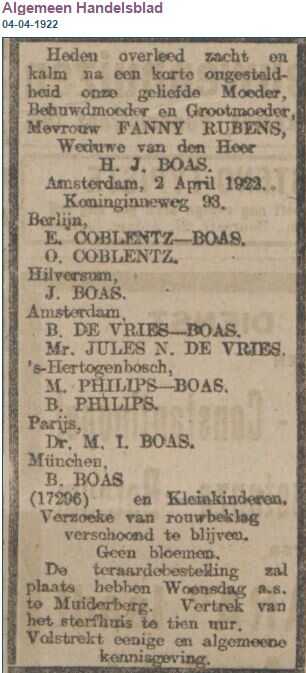 Algemeen Handelsblad
04-04-1922
Heden overleed zacht en
kalm na een korte ongesteld-
heid onze geliefde Moeder,
Behuwdmoeder en Grootmoeder,
Mevrouw FANNY RUBENS,
Weduwe van den Heer
H. J. BOAS.
Amsterdam, 2 April 1922.
Koninginneweg 93.
Berlijn,
E. COBLENTZ—BOAS.
O. COBLENTZ.
Hilversum,
J. BOAS.
Amsterdam,
B. DE VRIES—BOAS.
Mr. JULES N. DE VRIES.
's-Hertogenbosch,
M. PHILIPS—BOAS.
B. PHILIPS.
Parijs,
Dr. M. I. BOAS.
München,
B. BOAS
(17296) en Kleinkinderen.
Verzoeke van rouwbeklag
verschoond te blijven.
Geen bloemen.
De teraardebestelling zal
plaats hebben Woensdag a.s.
te Muiderberg. Vertrek van
het sterfhuis te tien uur.
Volstrekt eenige en algemeene
kennisgeving.